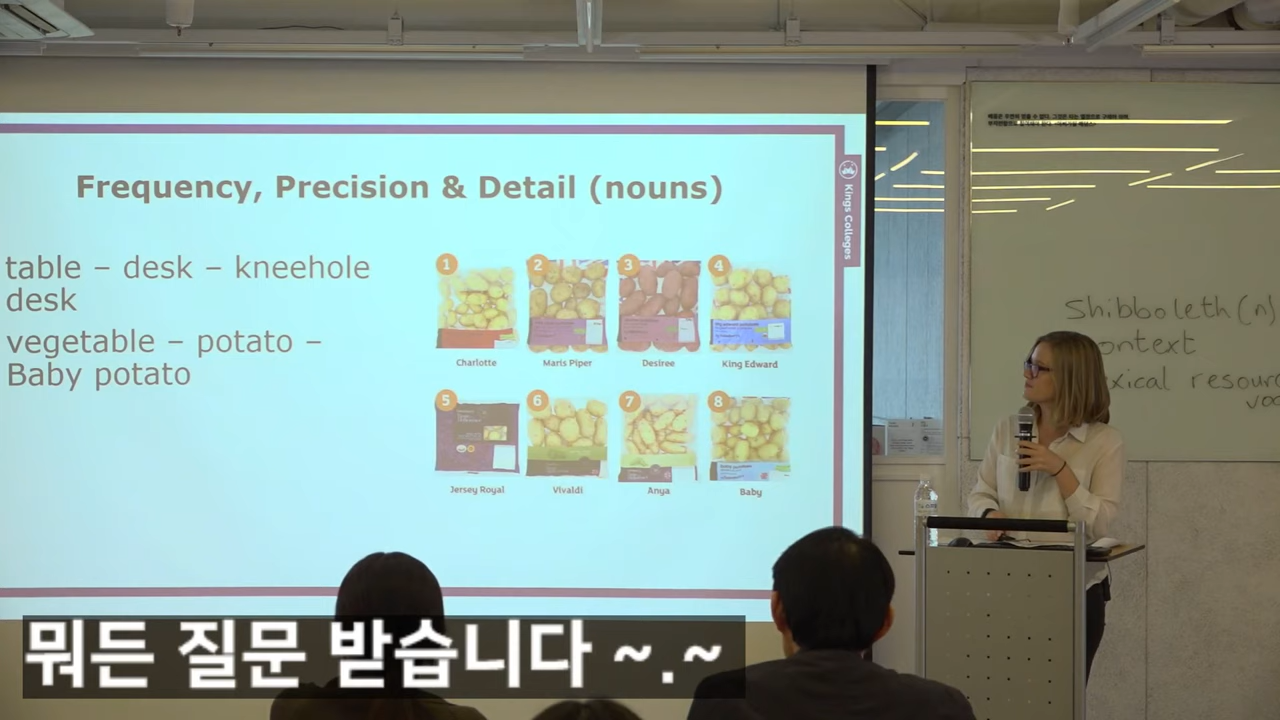 Frequency, Precision & Detail (nouns)
Kings Colleges
table – desk – kneehole
desk
vegetable – potato –
Baby potato
1
2
3
4
Charlotte
Maris Piper
Desiree
King Edward
5
6
7
8
Jersey Royal
Vivaldi
Anya
Baby
Shibboleth (n)
ontext
xical resour
voc
뭐든 질문 받습니다 ~.~